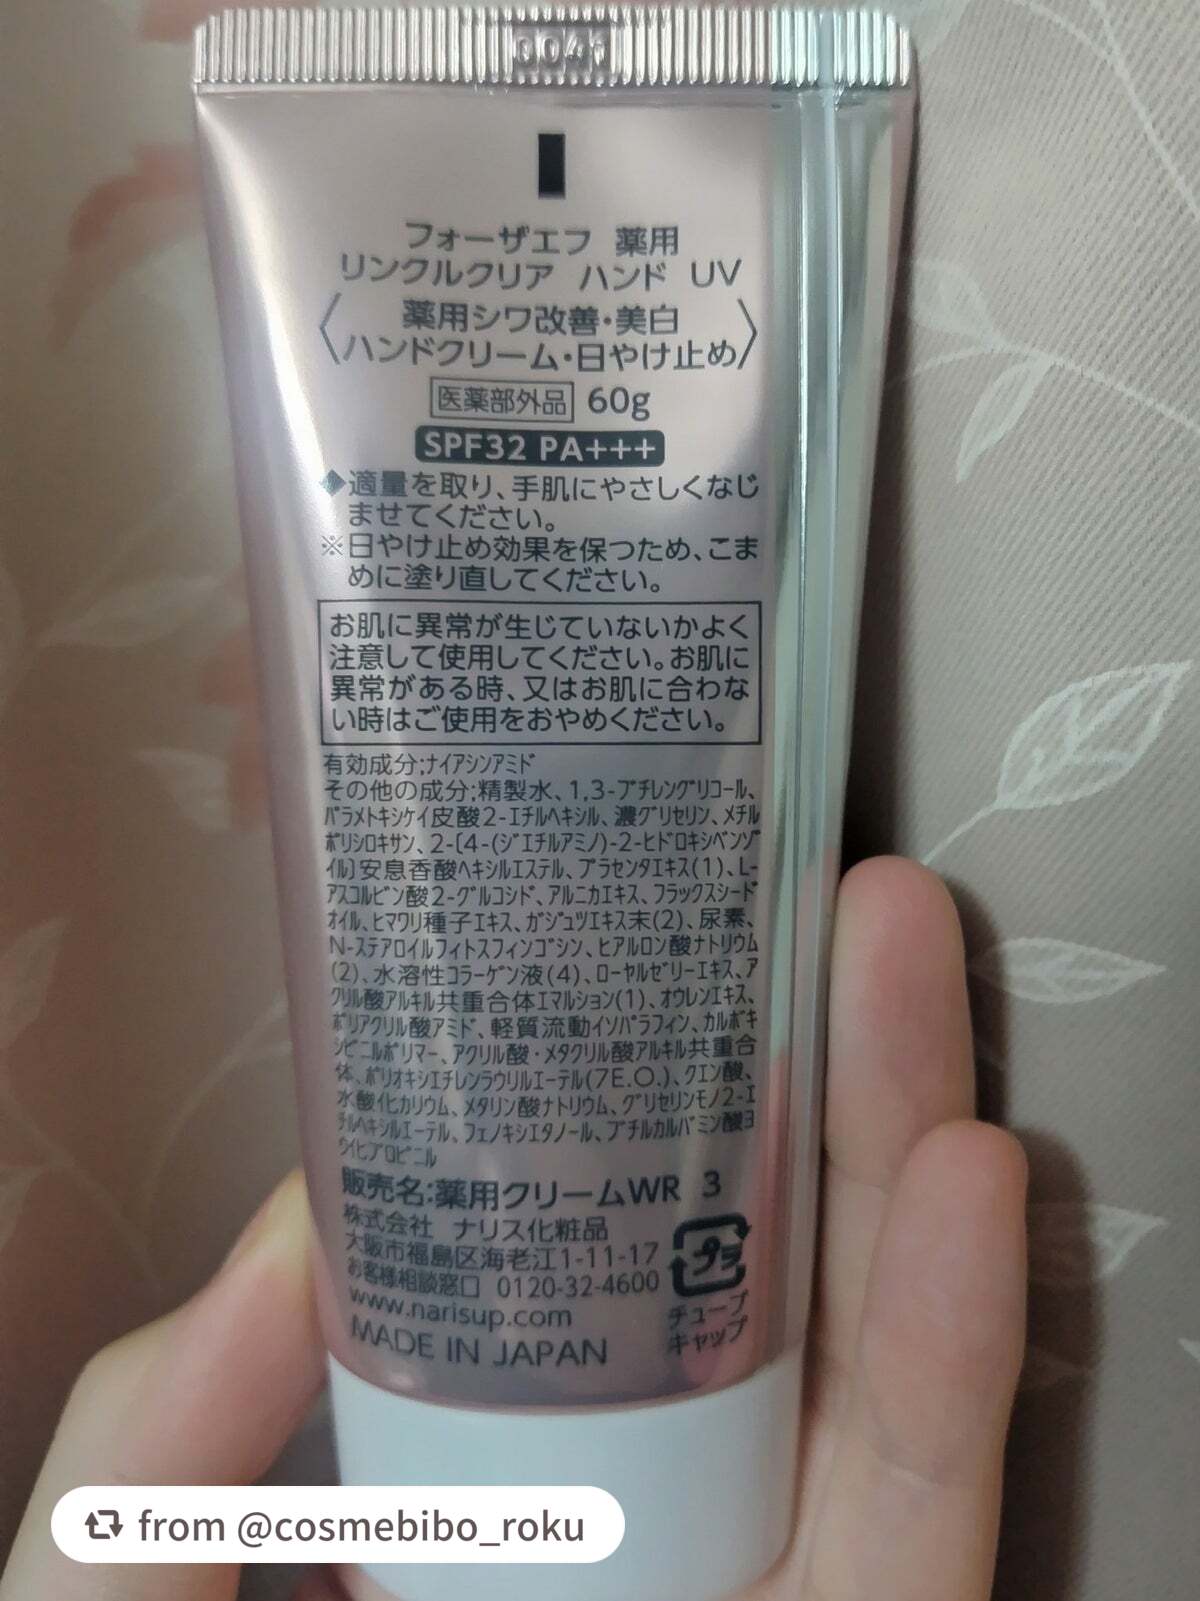 0041
フォーザエフ 薬用
リンクルクリア ハンド UV
〈薬用シワ改善・美白
ハンドクリーム・日やけ止め〉
医薬部外品 60g
SPF32 PA+++
◆適量を取り、手肌にやさしくなじ
ませてください。
※日やけ止め効果を保つため、こま
めに塗り直してください。
お肌に異常が生じていないかよく
注意して使用してください。お肌に
異常がある時、又はお肌に合わな
い時はご使用をおやめください。
有効成分;ﾅｲｱｼﾝｱﾐﾄﾞ
その他の成分;精製水、1,3-ﾌﾞﾁﾚﾝｸﾞﾘｺｰﾙ、
ﾊﾟﾗﾒﾄｷｼｹｲ皮酸2-ｴﾁﾙﾍｷｼﾙ、濃ｸﾞﾘｾﾘﾝ、ﾒﾁﾙ
ﾎﾟﾘｼﾛｷｻﾝ、2-〔4-(ｼﾞｴﾁﾙｱﾐﾉ)-2-ﾋﾄﾞﾛｷｼﾍﾞﾝｿﾞ
ｲﾙ〕安息香酸ﾍｷｼﾙｴｽﾃﾙ、ﾌﾟﾗｾﾝﾀｴｷｽ(1)、L-
ｱｽｺﾙﾋﾞﾝ酸2-ｸﾞﾙｺｼﾄﾞ、ｱﾙﾆｶｴｷｽ、ﾌﾗｯｸｽｼｰﾄﾞ
ｵｲﾙ、ﾋﾏﾜﾘ種子ｴｷｽ、ｶﾞｼﾞｭﾂｴｷｽ末(2)、尿素、
N-ｽﾃｱﾛｲﾙﾌｨﾄｽﾌｨﾝｺﾞｼﾝ、ﾋｱﾙﾛﾝ酸ﾅﾄﾘｳﾑ
(2)、水溶性ｺﾗｰｹﾞﾝ液(4)、ﾛｰﾔﾙｾﾞﾘｰｴｷｽ、ｱ
ｸﾘﾙ酸ｱﾙｷﾙ共重合体ｴﾏﾙｼｮﾝ(1)、ｵｳﾚﾝｴｷｽ、
ﾎﾟﾘｱｸﾘﾙ酸ｱﾐﾄﾞ、軽質流動ｲｿﾊﾟﾗﾌｨﾝ、ｶﾙﾎﾞｷ
ｼﾋﾞﾆﾙﾎﾟﾘﾏｰ、ｱｸﾘﾙ酸・ﾒﾀｸﾘﾙ酸ｱﾙｷﾙ共重合
体、ﾎﾟﾘｵｷｼｴﾁﾚﾝﾗｳﾘﾙｴｰﾃﾙ(7E.O.)、ｸｴﾝ酸、
水酸化ｶﾘｳﾑ、ﾒﾀﾘﾝ酸ﾅﾄﾘｳﾑ、ｸﾞﾘｾﾘﾝﾓﾉ2-ｴ
ﾁﾙﾍｷｼﾙｴｰﾃﾙ、ﾌｪﾉｷｼｴﾀﾉｰﾙ、ﾌﾞﾁﾙｶﾙﾊﾞﾐﾝ酸ﾖ
ｳ化ﾌﾟﾛﾋﾟﾆﾙ
販売名:薬用クリームWR 3
株式会社 ナリス化粧品
大阪市福島区海老江1-11-17
お客様相談窓口 0120-32-4600
www.narisup.com
MADE IN JAPAN
プラ
チューブ
キャップ
from @cosmebibo_roku